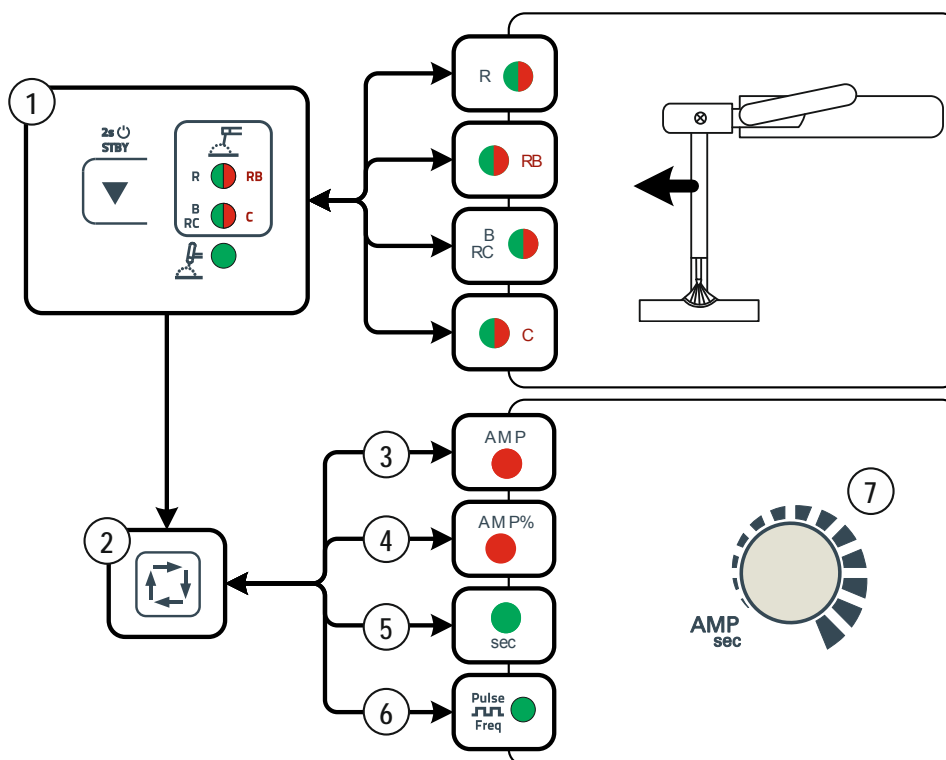 1
2s
STBY
R RB
B
RC C
R
RB
B
RC
C
2
3
AMP
4
AMP%
5
sec
6
Pulse
Freq
7
AMP
sec